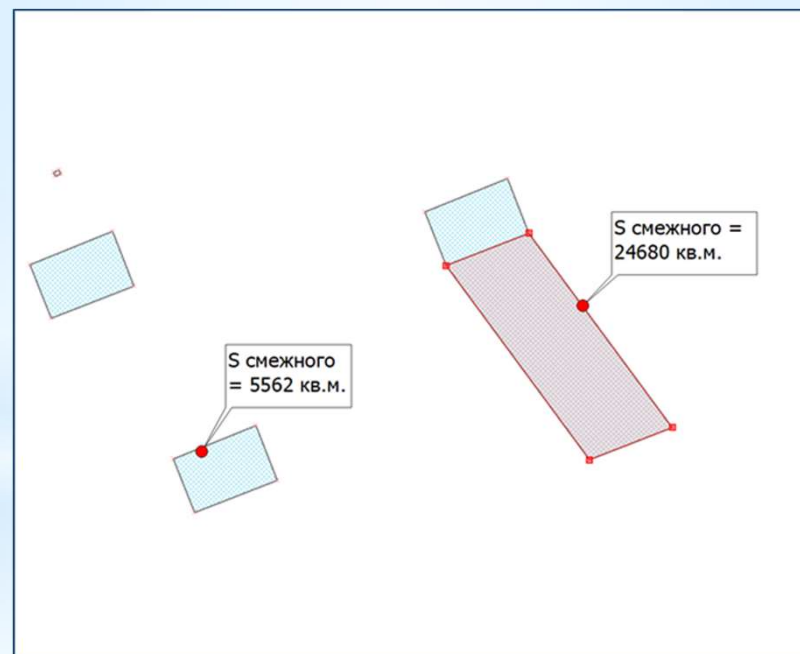 S смежного =
24680 кв.м.
S смежного
= 5562 кв.м.